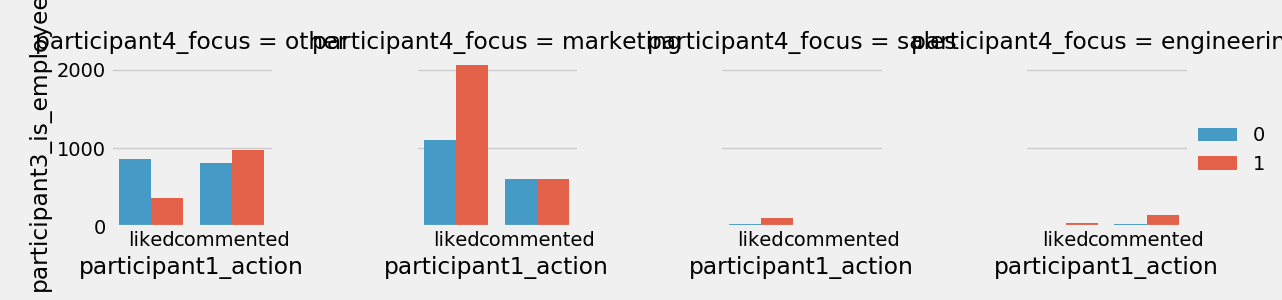 participant4_focus = other
participant4_focus = marketing
participant4_focus = sales
participant4_focus = engineerin
participant3_is_employee
2000
1000
0
0
1
liked commented
liked commented
liked commented
liked commented
participant1_action
participant1_action
participant1_action
participant1_action